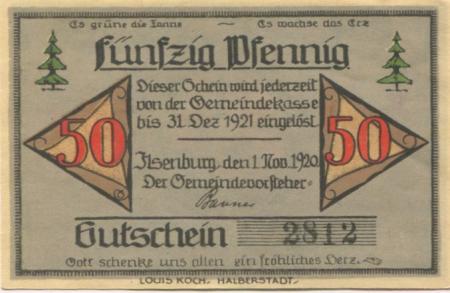 Es grüne die Tanne ~ Es wachse das Erz
Fünfzig Pfennig
Dieser Schein wird jederzeit
von der Gemeindekasse
bis 31. Dez 1921 eingelöst.
50
50
Ilsenburg, den 1. Nov. 1920.
Der Gemeindevorsteher-
Gutschein 2812
Gott schenke uns allen ein fröhliches Herz.
LOUIS KOCH, HALBERSTADT.